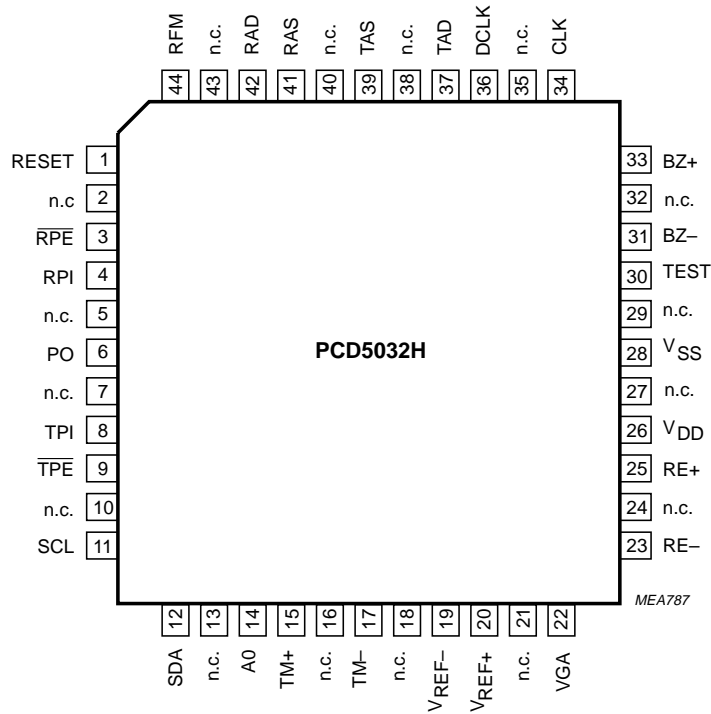 RFM
n.c.
RAD
RAS
n.c.
TAS
n.c.
TAD
DCLK
n.c.
CLK
44
43
42
41
40
39
38
37
36
35
34
RESET 1
n.c 2
R̅P̅E̅ 3
RPI 4
n.c. 5
PO 6
n.c. 7
TPI 8
T̅P̅E̅ 9
n.c. 10
SCL 11
PCD5032H
33 BZ+
32 n.c.
31 BZ–
30 TEST
29 n.c.
28 VSS
27 n.c.
26 VDD
25 RE+
24 n.c.
23 RE–
MEA787
12
13
14
15
16
17
18
19
20
21
22
SDA
n.c.
A0
TM+
n.c.
TM–
n.c.
VREF–
VREF+
n.c.
VGA